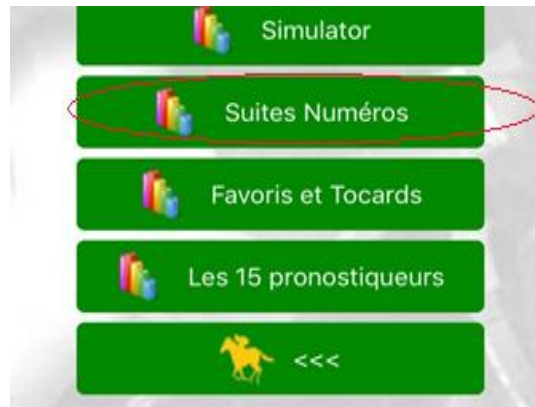 Simulator
Suites Numéros
Favoris et Tocards
Les 15 pronostiqueurs
<<<